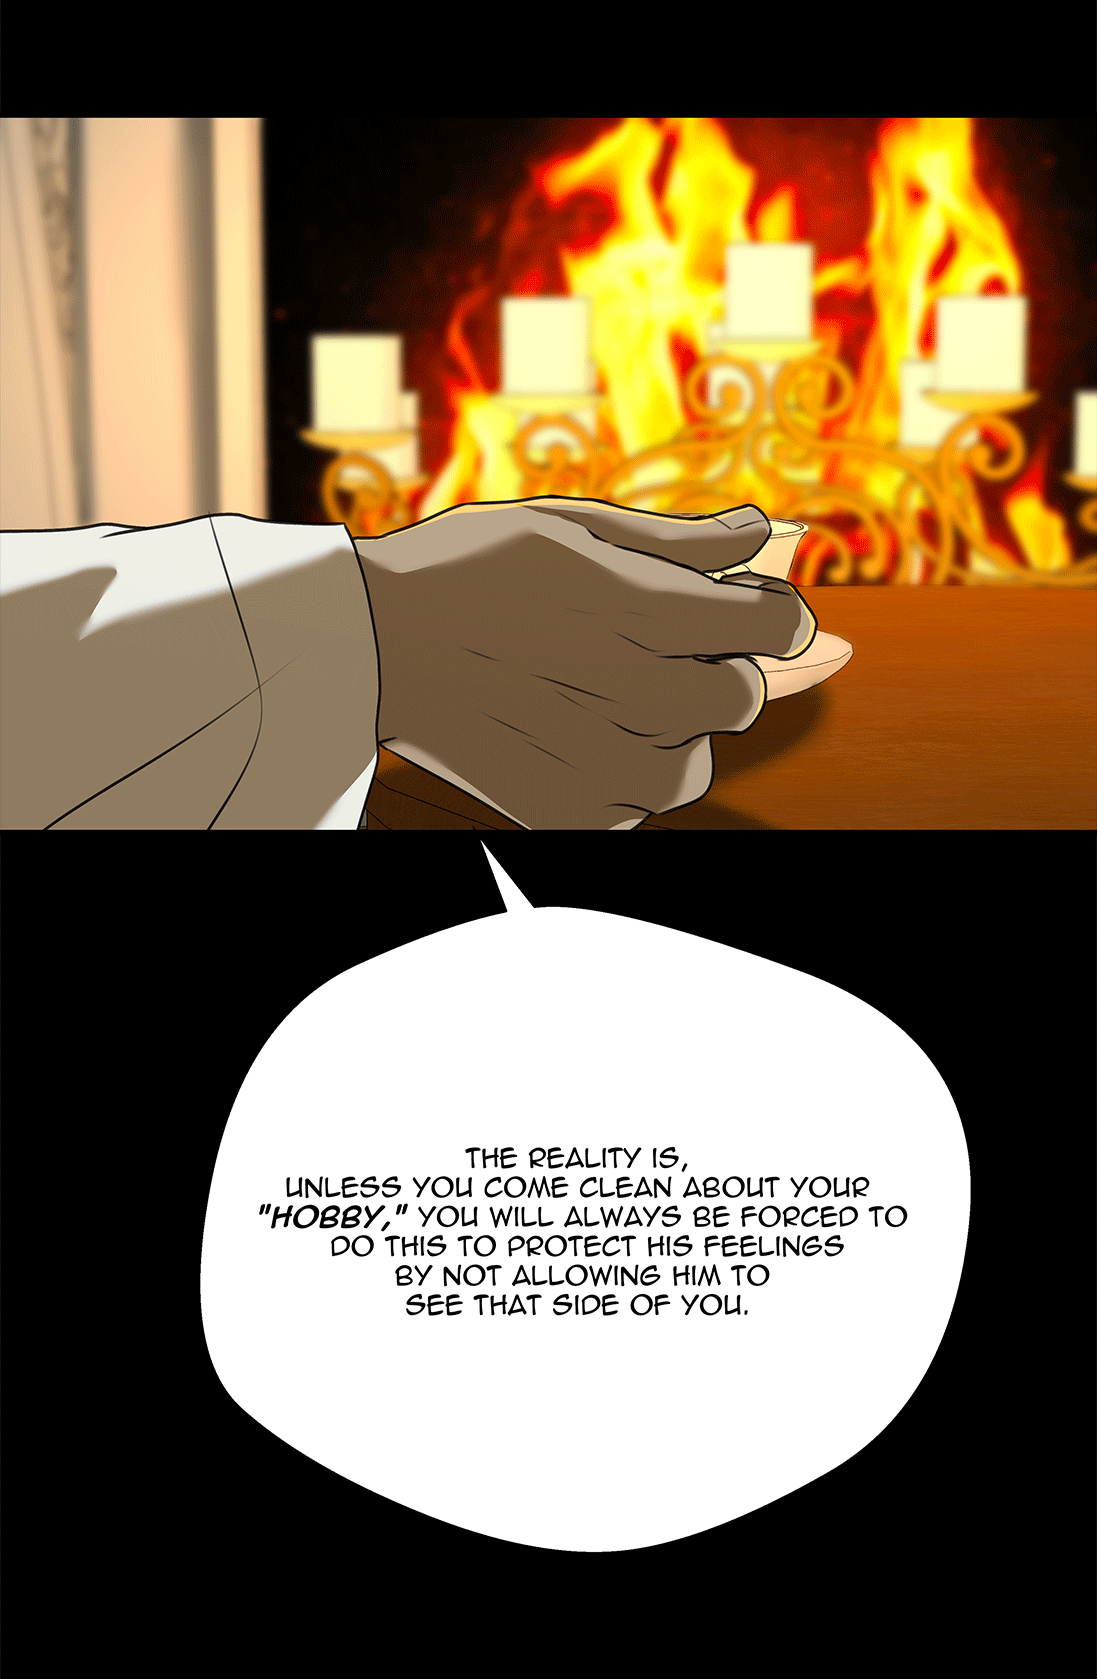 THE REALITY IS,
UNLESS YOU COME CLEAN ABOUT YOUR
"HOBBY," YOU WILL ALWAYS BE FORCED TO
DO THIS TO PROTECT HIS FEELINGS
BY NOT ALLOWING HIM TO
SEE THAT SIDE OF YOU.